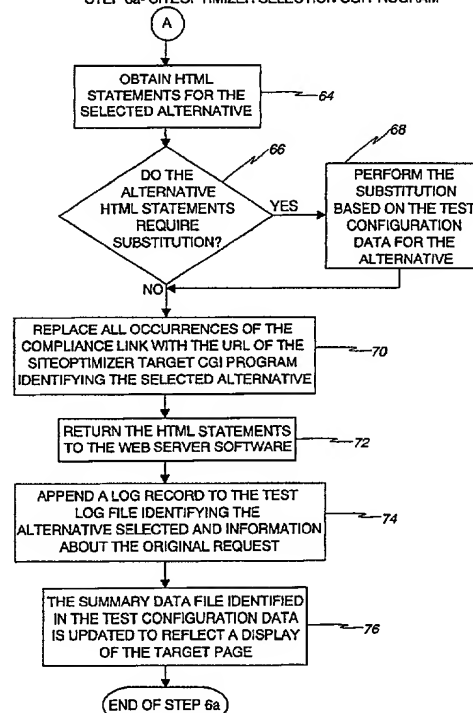 STEP 6a- SITEOPTIMIZER SELECTION CGI PROGRAM
A
OBTAIN HTML
STATEMENTS FOR THE
SELECTED ALTERNATIVE
64
66
DO THE
ALTERNATIVE
HTML STATEMENTS
REQUIRE
SUBSTITUTION?
YES
68
PERFORM THE
SUBSTITUTION
BASED ON THE TEST
CONFIGURATION
DATA FOR THE
ALTERNATIVE
NO
REPLACE ALL OCCURRENCES OF THE
COMPLIANCE LINK WITH THE URL OF THE
SITEOPTIMIZER TARGET CGI PROGRAM
IDENTIFYING THE SELECTED ALTERNATIVE
70
RETURN THE HTML STATEMENTS
TO THE WEB SERVER SOFTWARE
72
APPEND A LOG RECORD TO THE TEST
LOG FILE IDENTIFYING THE
ALTERNATIVE SELECTED AND INFORMATION
ABOUT THE ORIGINAL REQUEST
74
THE SUMMARY DATA FILE IDENTIFIED
IN THE TEST CONFIGURATION DATA
IS UPDATED TO REFLECT A DISPLAY
OF THE TARGET PAGE
76
END OF STEP 6a